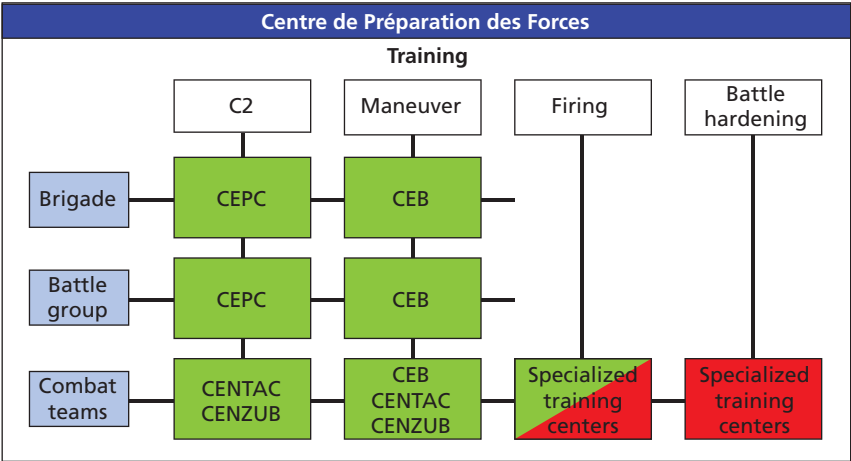 Centre de Préparation des Forces
Training
C2
Maneuver
Firing
Battle
hardening
Brigade
CEPC
CEB
Battle
group
CEPC
CEB
Combat
teams
CENTAC
CENZUB
CEB
CENTAC
CENZUB
Specialized
training
centers
Specialized
training
centers